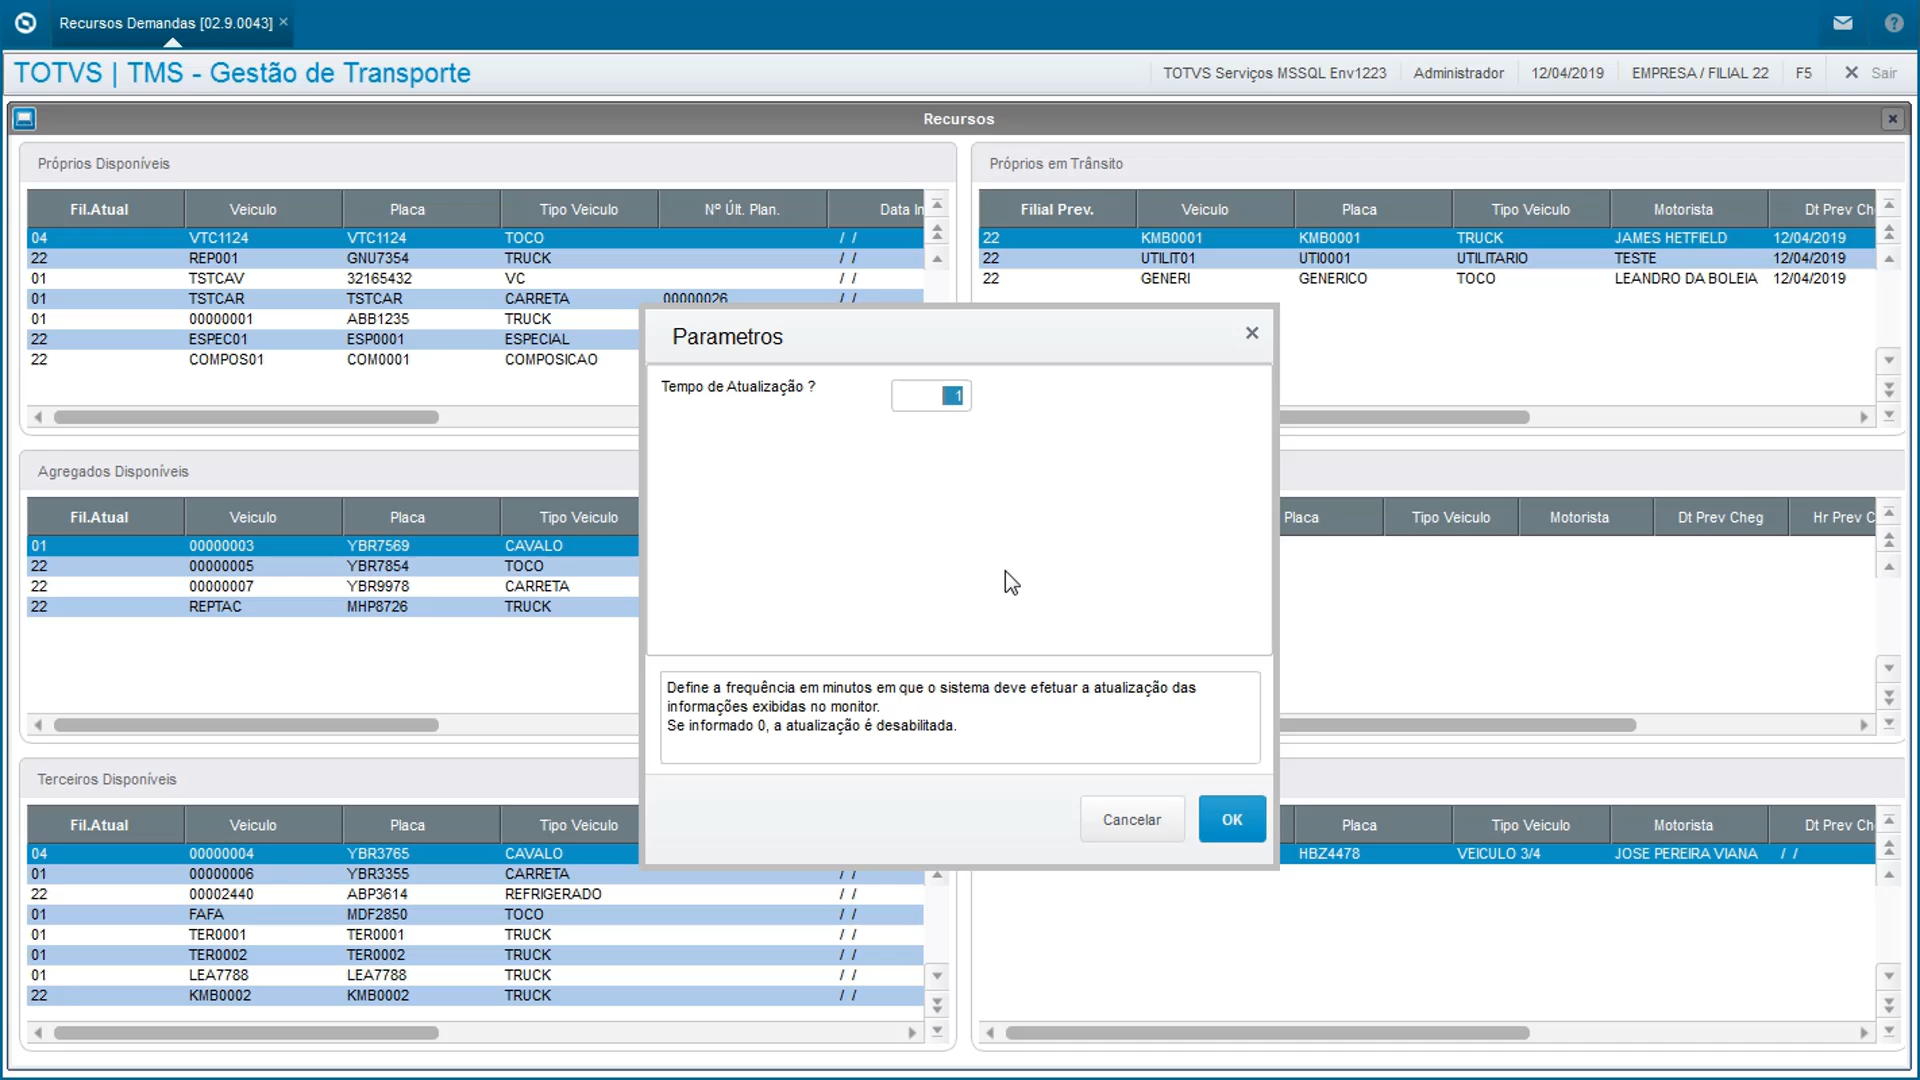 Recursos Demandas [02.9.0043] ×
TOTVS | TMS - Gestão de Transporte
TOTVS Serviços MSSQL Env1223 Administrador 12/04/2019 EMPRESA / FILIAL 22 F5 Sair
Recursos
Próprios Disponíveis
Fil.Atual Veiculo Placa Tipo Veiculo Nº Últ. Plan. Data In
04 VTC1124 VTC1124 TOCO / /
22 REP001 GNU7354 TRUCK / /
01 TSTCAV 32165432 VC / /
01 TSTCAR TSTCAR CARRETA 00000026 / /
01 00000001 ABB1235 TRUCK
22 ESPEC01 ESP0001 ESPECIAL
22 COMPOS01 COM0001 COMPOSICAO
Próprios em Trânsito
Filial Prev. Veiculo Placa Tipo Veiculo Motorista Dt Prev Ch
22 KMB0001 KMB0001 TRUCK JAMES HETFIELD 12/04/2019
22 UTILIT01 UTI0001 UTILITARIO TESTE 12/04/2019
22 GENERI GENERICO TOCO LEANDRO DA BOLEIA 12/04/2019
Parametros
Tempo de Atualização ? 1
Define a frequência em minutos em que o sistema deve efetuar a atualização das
informações exibidas no monitor.
Se informado 0, a atualização é desabilitada.
Cancelar OK
Agregados Disponíveis
Fil.Atual Veiculo Placa Tipo Veiculo
01 00000003 YBR7569 CAVALO
22 00000005 YBR7854 TOCO
22 00000007 YBR9978 CARRETA
22 REPTAC MHP8726 TRUCK
Placa Tipo Veiculo Motorista Dt Prev Cheg Hr Prev C
Terceiros Disponíveis
Fil.Atual Veiculo Placa Tipo Veiculo
04 00000004 YBR3765 CAVALO
01 00000006 YBR3355 CARRETA / /
22 00002440 ABP3614 REFRIGERADO / /
01 FAFA MDF2850 TOCO / /
01 TER0001 TER0001 TRUCK / /
01 TER0002 TER0002 TRUCK / /
01 LEA7788 LEA7788 TRUCK / /
22 KMB0002 KMB0002 TRUCK / /
Placa Tipo Veiculo Motorista Dt Prev Ch
HBZ4478 VEICULO 3/4 JOSE PEREIRA VIANA / /